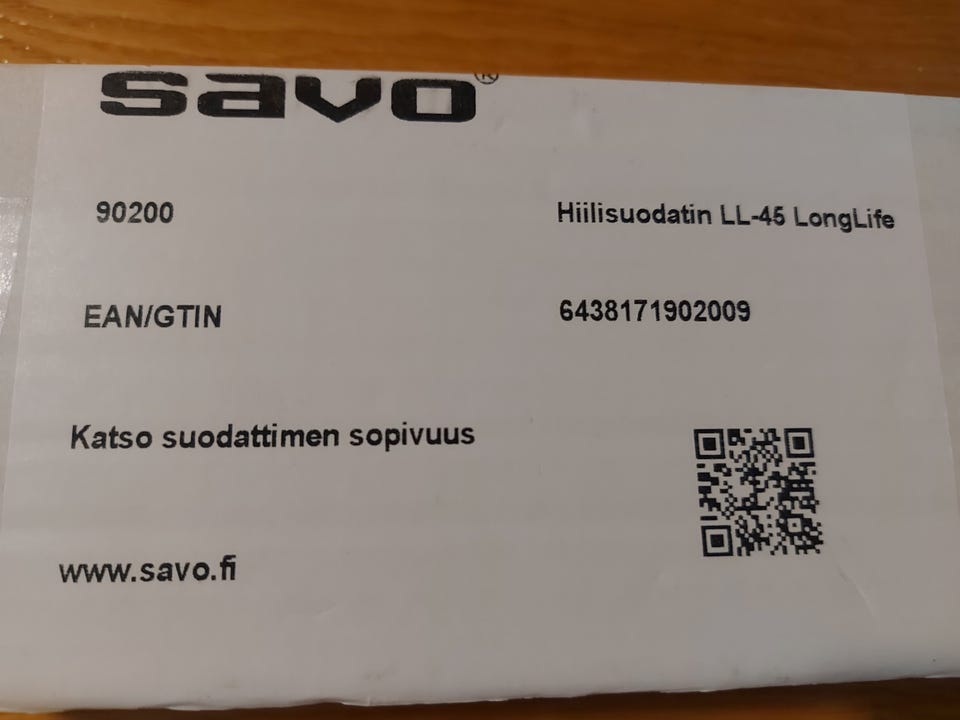 savo®
90200 Hiilisuodatin LL-45 LongLife
EAN/GTIN 6438171902009
Katso suodattimen sopivuus
www.savo.fi